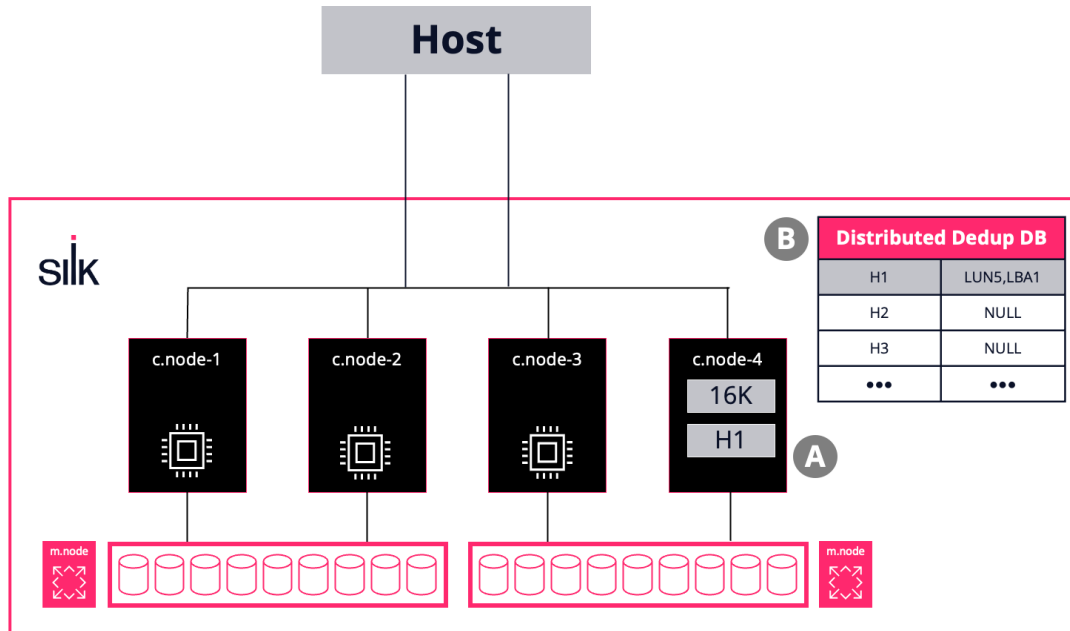 Host
silk
B
Distributed Dedup DB
H1 LUN5,LBA1
H2 NULL
H3 NULL
••• •••
c.node-1
c.node-2
c.node-3
c.node-4
16K
H1
A
m.node
m.node